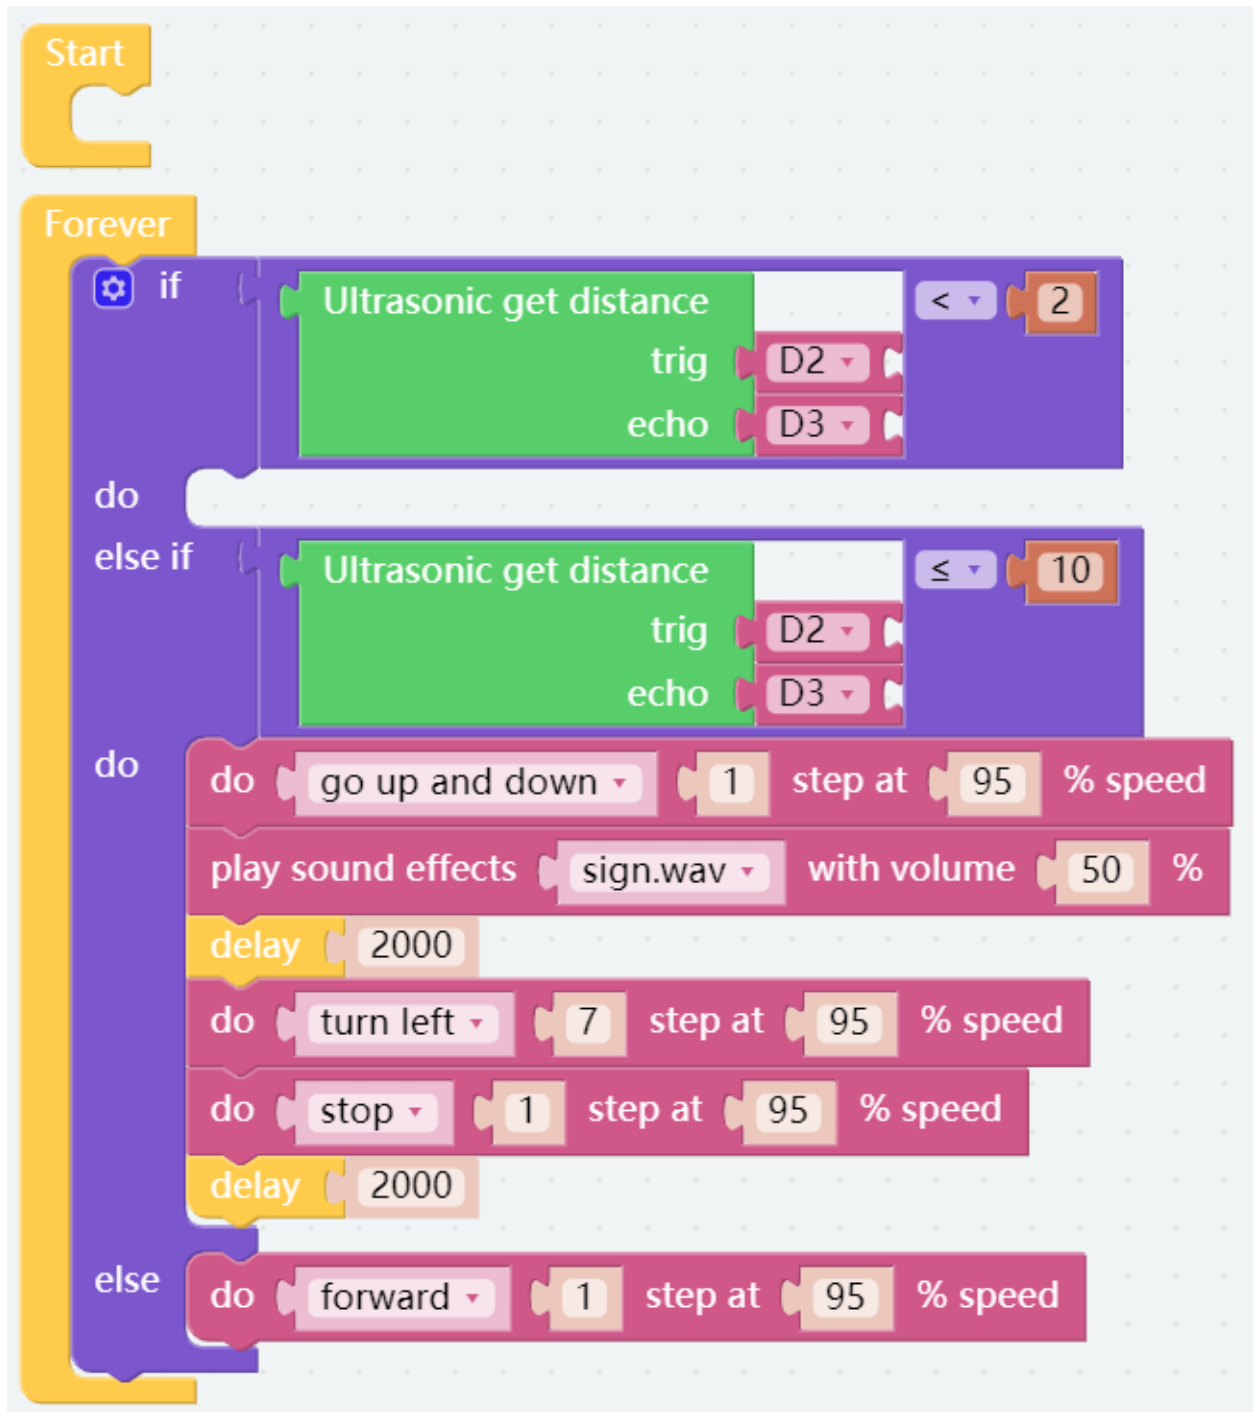 Start
Forever
if Ultrasonic get distance < 2
trig D2
echo D3
do
else if Ultrasonic get distance ≤ 10
trig D2
echo D3
do do go up and down 1 step at 95 % speed
play sound effects sign.wav with volume 50 %
delay 2000
do turn left 7 step at 95 % speed
do stop 1 step at 95 % speed
delay 2000
else do forward 1 step at 95 % speed